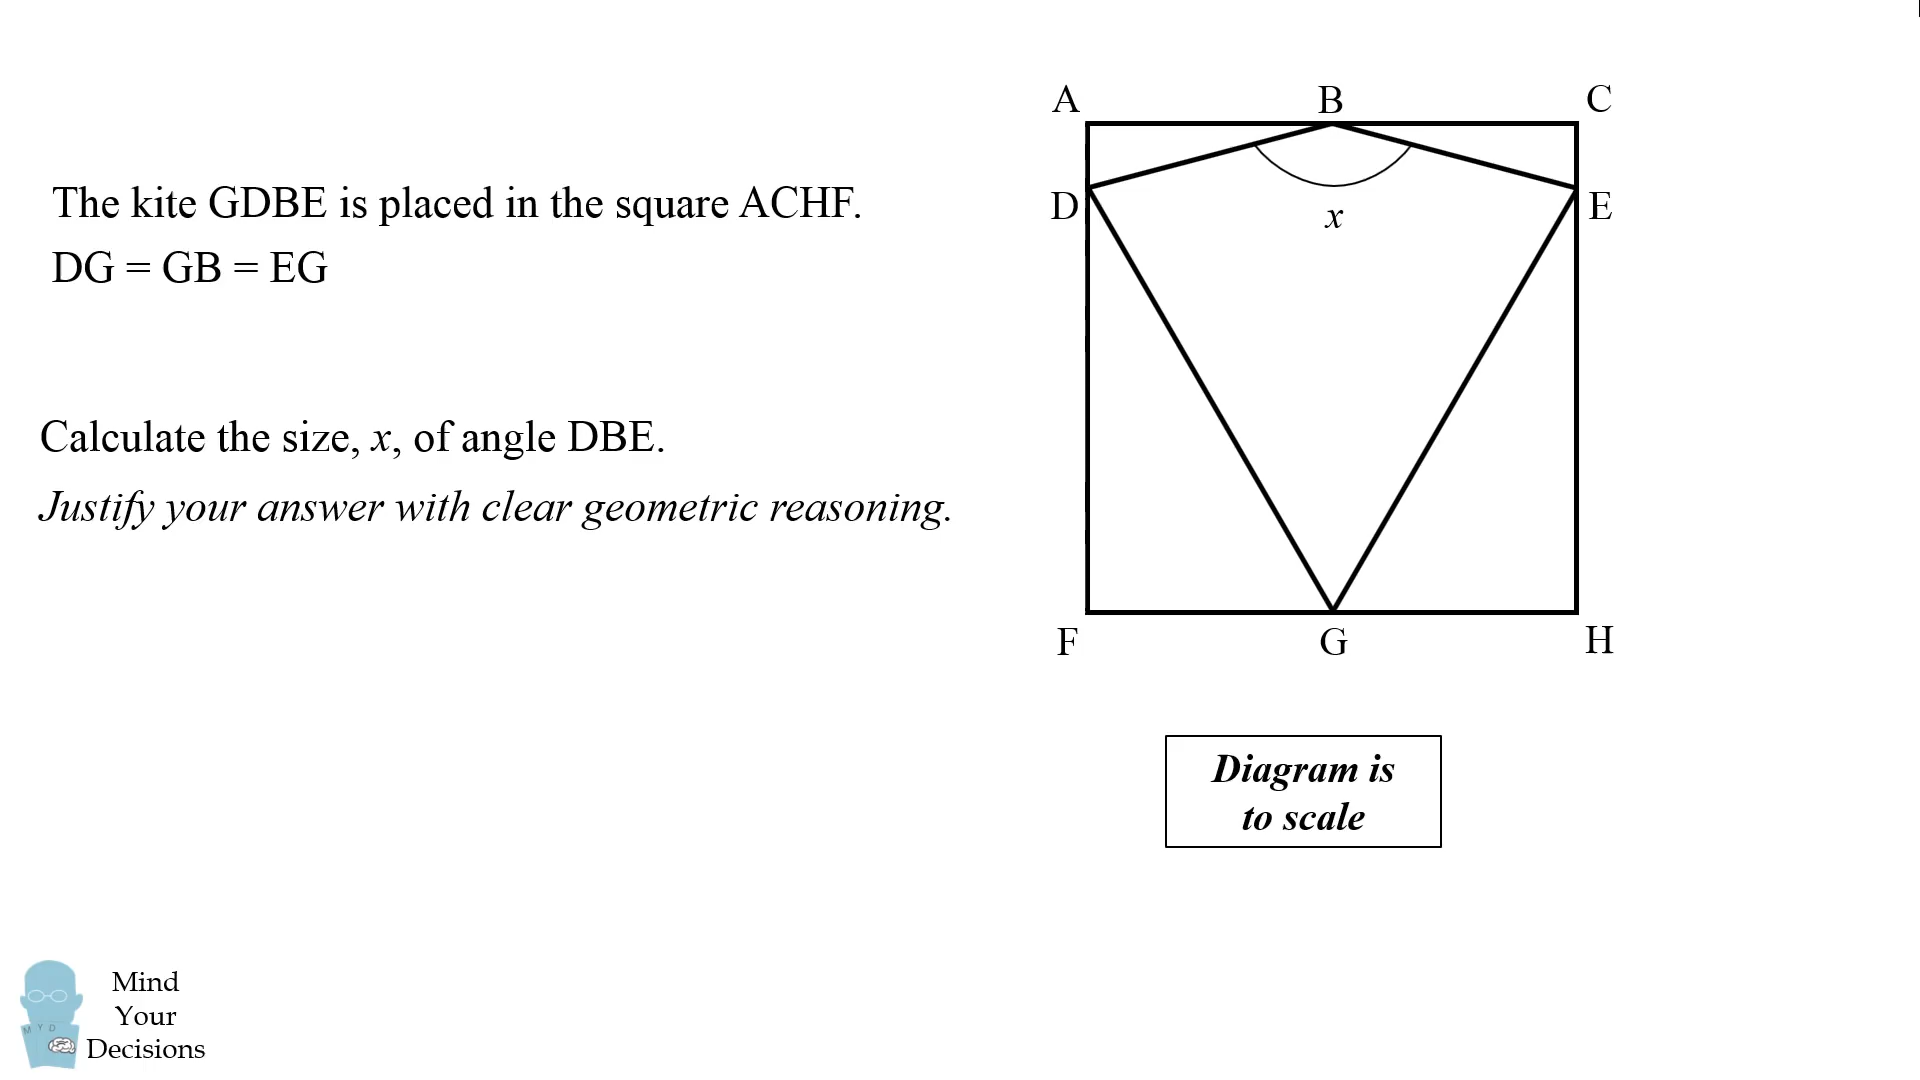 The kite GDBE is placed in the square ACHF.
DG = GB = EG
Calculate the size, x, of angle DBE.
Justify your answer with clear geometric reasoning.
A
B
C
D
x
E
F
G
H
Diagram is
to scale
M Y D
Mind
Your
Decisions